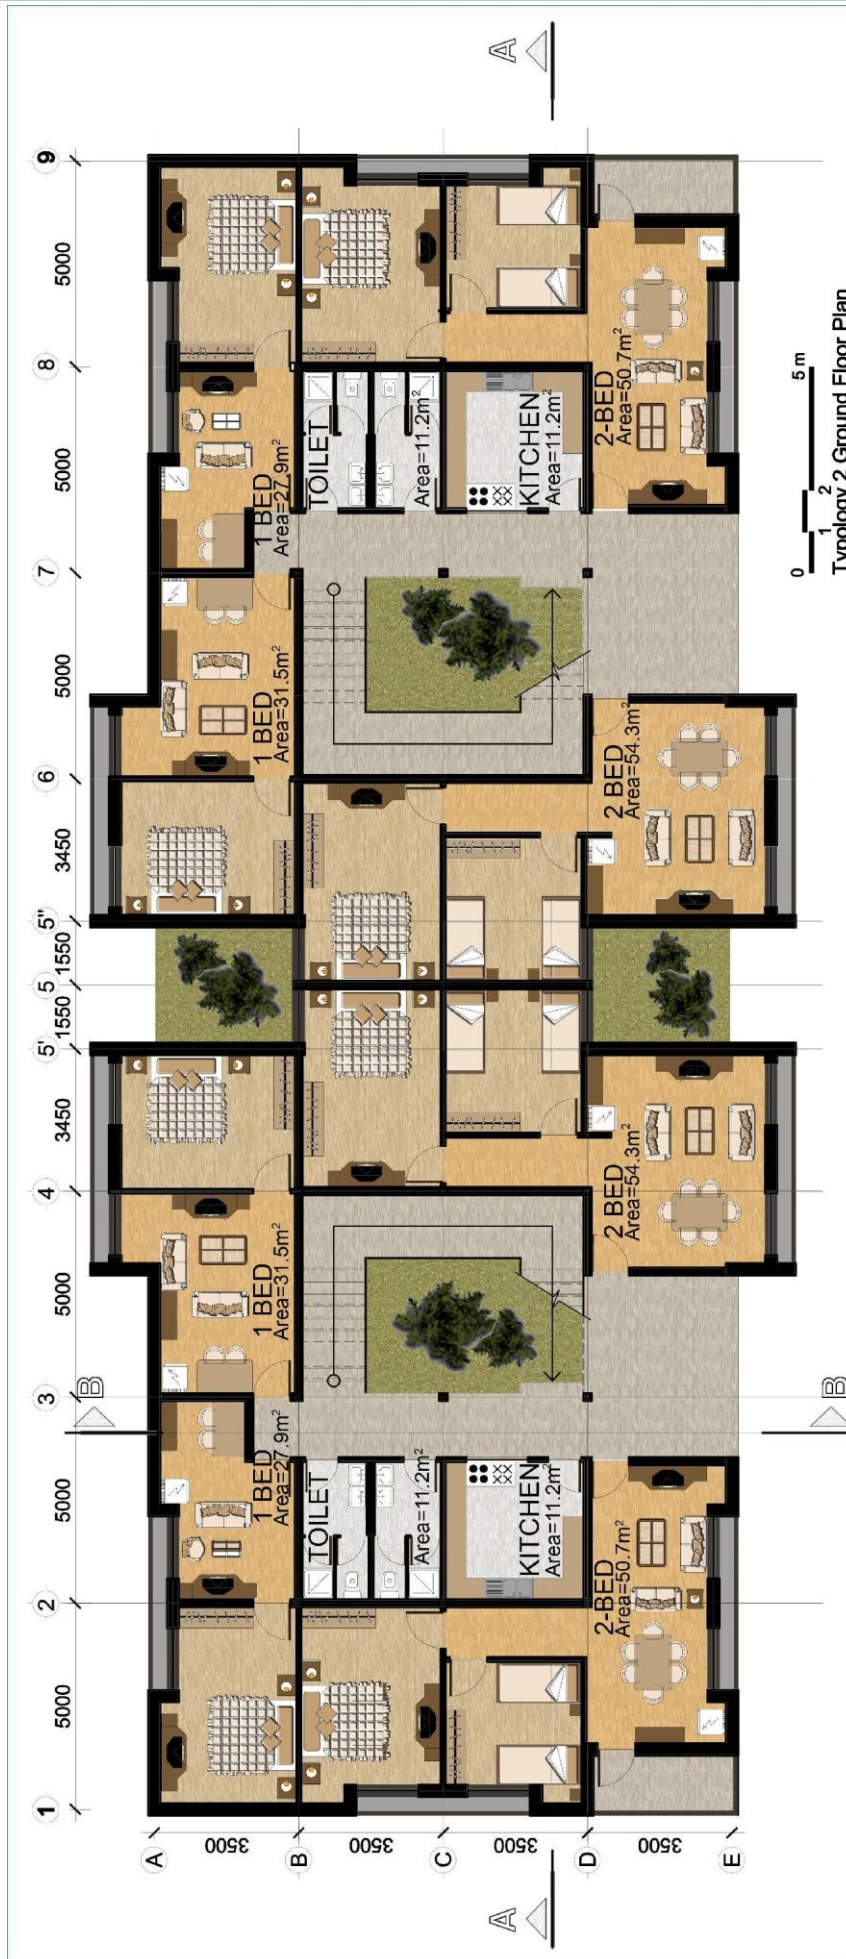 1 2 3 4 5' 5 5" 6 7 8 9
5000 5000 5000 3450 1550 1550 3450 5000 5000 5000
B
A
3500
B
3500
C
3500
D
3500
E
1 BED
Area=27.9m²
1 BED
Area=31.5m²
1 BED
Area=31.5m²
1 BED
Area=27.9m²
TOILET
Area=11.2m²
TOILET
Area=11.2m²
KITCHEN
Area=11.2m²
KITCHEN
Area=11.2m²
A
A
2-BED
Area=50.7m²
2 BED
Area=54.3m²
2 BED
Area=54.3m²
2-BED
Area=50.7m²
B
0 1 2 5 m
Typology 2 Ground Floor Plan